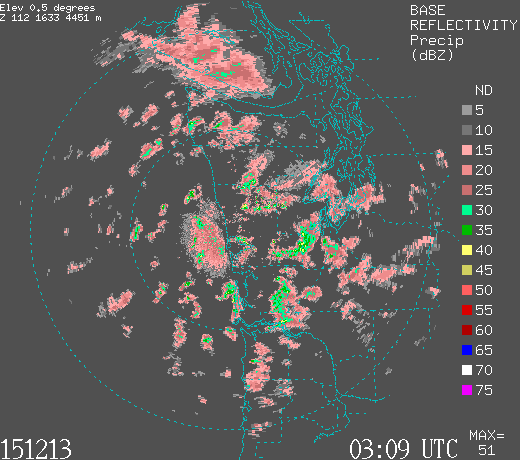 Elev 0.5 degrees
Z 112 1633 4451 m
BASE
REFLECTIVITY
Precip
(dBZ)
ND
5
10
15
20
25
30
35
40
45
50
55
60
65
70
75
MAX=
51
151213
03:09 UTC